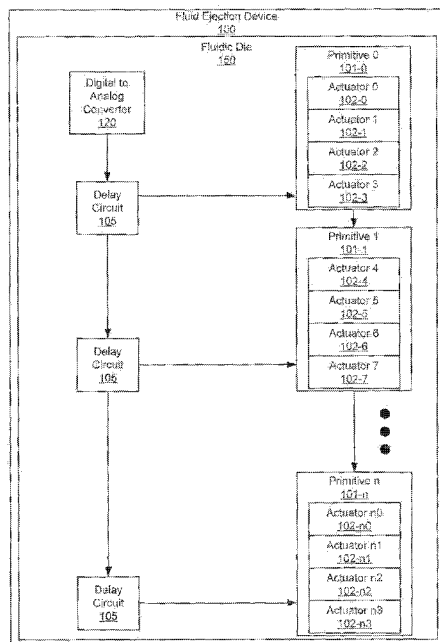 Fluid Ejection Device
100
Fluidic Die
150
Digital to
Analog
Converter
120
Primitive 0
101-0
Actuator 0
102-0
Actuator 1
102-1
Actuator 2
102-2
Actuator 3
102-3
Delay
Circuit
105
Primitive 1
101-1
Actuator 4
102-4
Actuator 5
102-5
Actuator 6
102-6
Actuator 7
102-7
Delay
Circuit
105
Primitive n
101-n
Actuator n0
102-n0
Actuator n1
102-n1
Actuator n2
102-n2
Actuator n3
102-n3
Delay
Circuit
105